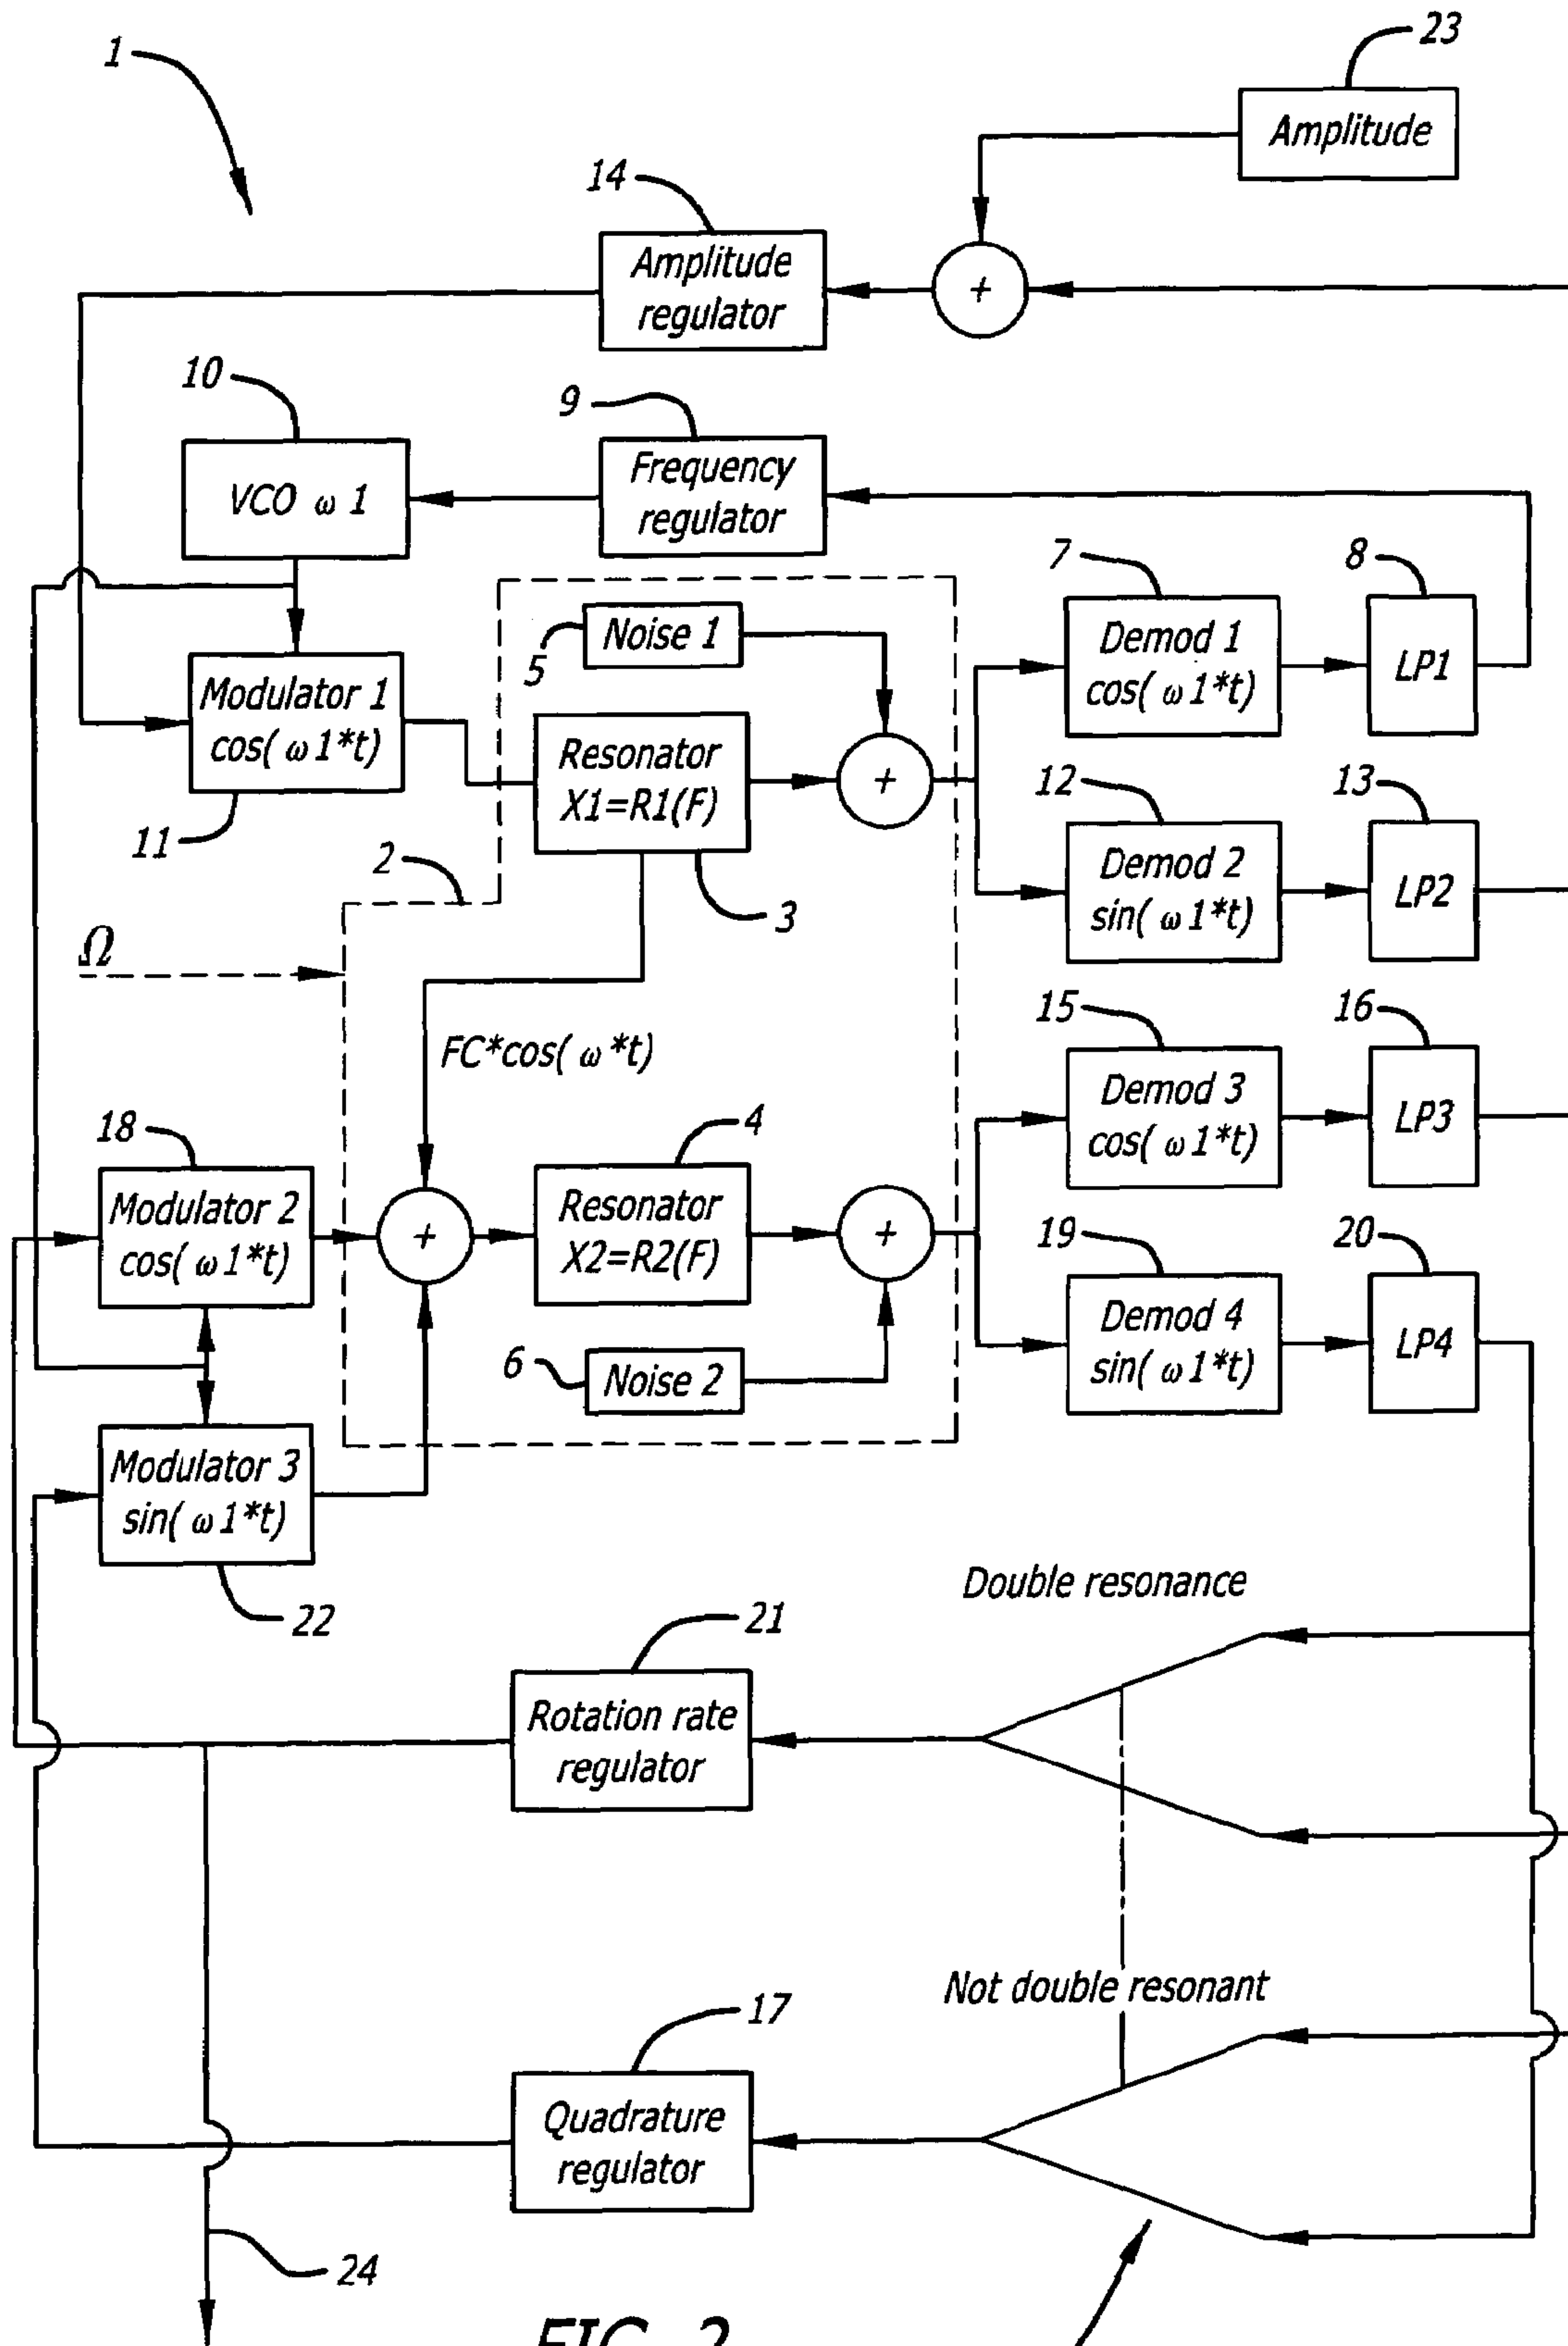 1
23
Amplitude
14
Amplitude
regulator
+
10
VCO ω 1
9
Frequency
regulator
7
Demod 1
cos( ω 1*t)
8
LP1
5
Noise 1
Modulator 1
cos( ω 1*t)
11
Resonator
X1=R1(F)
+
3
2
12
Demod 2
sin( ω 1*t)
13
LP2
Ω
FC*cos( ω *t)
15
Demod 3
cos( ω 1*t)
16
LP3
18
Modulator 2
cos( ω 1*t)
+
4
Resonator
X2=R2(F)
+
19
Demod 4
sin( ω 1*t)
20
LP4
6
Noise 2
Modulator 3
sin( ω 1*t)
22
Double resonance
21
Rotation rate
regulator
Not double resonant
17
Quadrature
regulator
24
FIG. 2